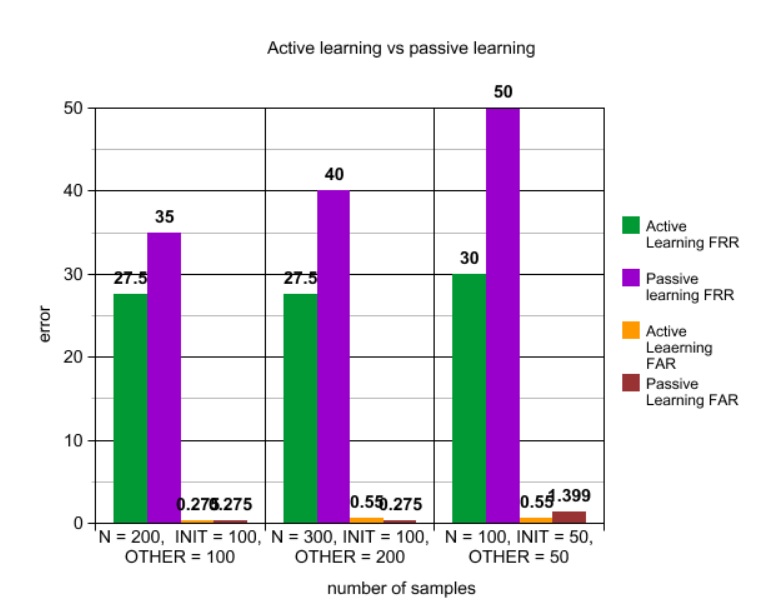 Active learning vs passive learning
50
40
30
20
10
0
error
27.5
35
0.275
0.275
27.5
40
0.55
0.275
30
50
0.55
1.399
N = 200, INIT = 100,
OTHER = 100
N = 300, INIT = 100,
OTHER = 200
N = 100, INIT = 50,
OTHER = 50
number of samples
Active
Learning FRR
Passive
learning FRR
Active
Leaerning
FAR
Passive
Learning FAR